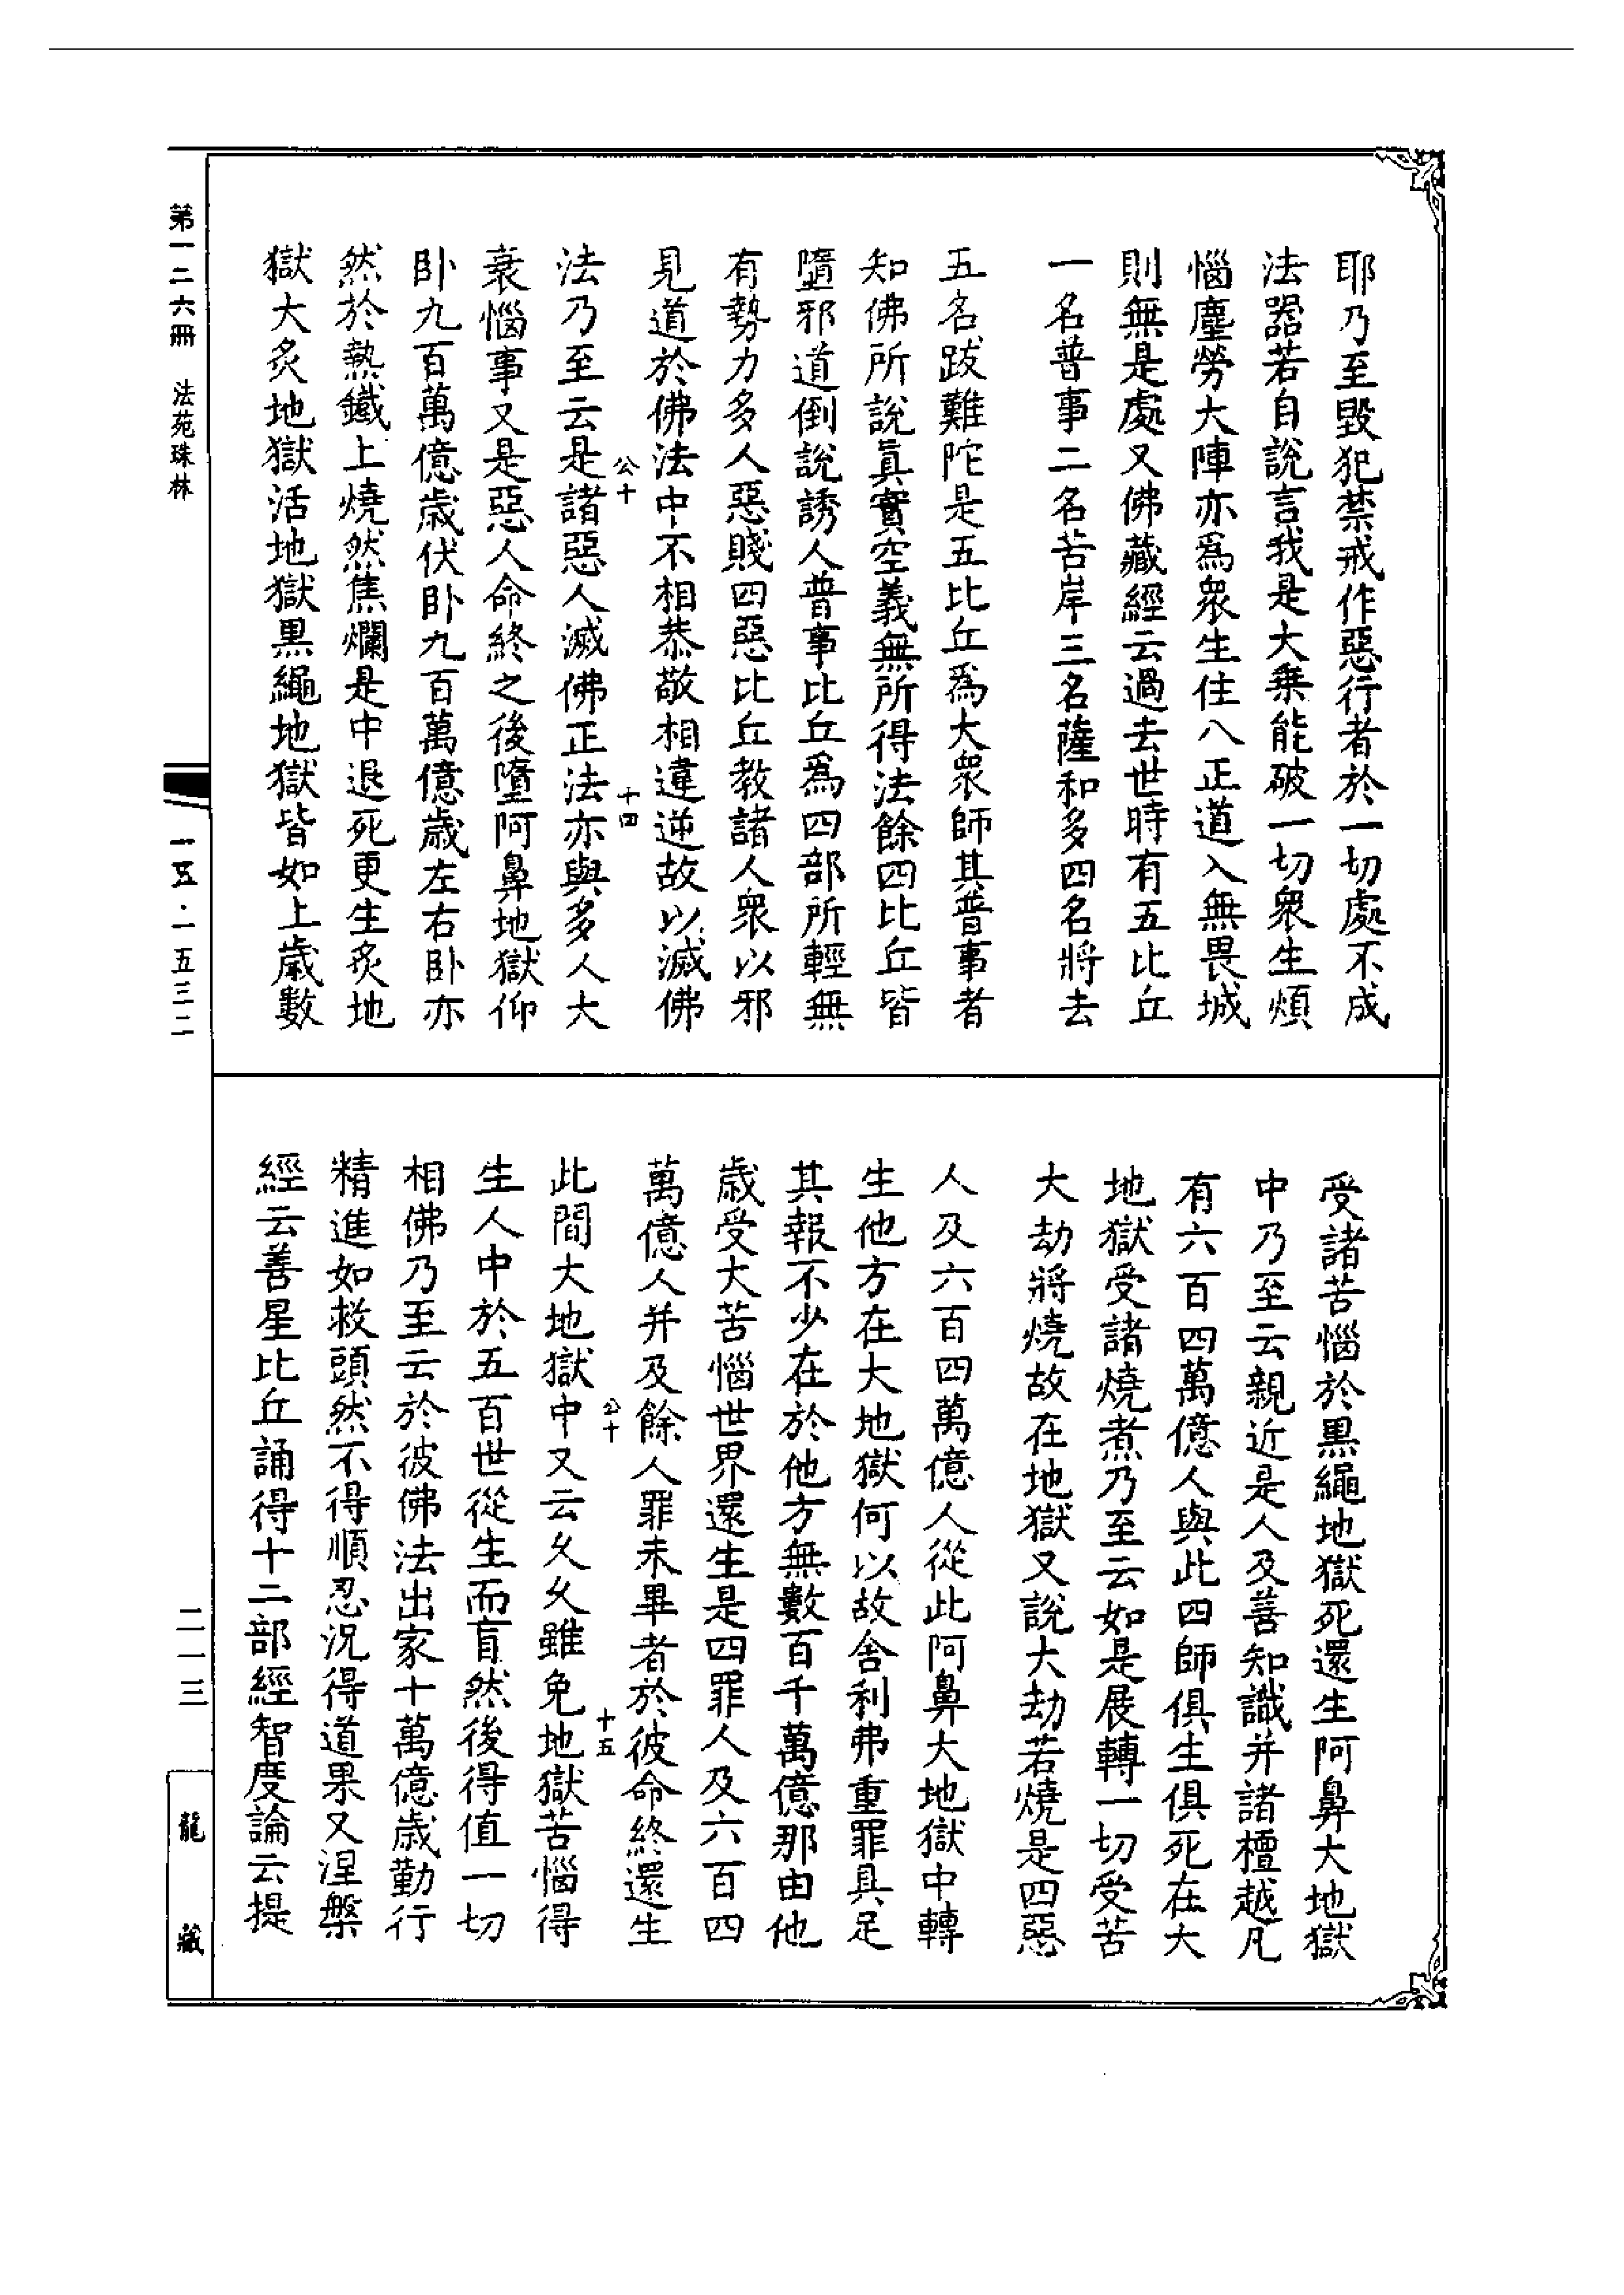 耶乃至毀犯禁戒作惡行者於一切處不成
法器若自說言我是大乗能破一切衆生煩
惱塵勞大陣亦為衆生住八正道入無畏城
則無是處又佛藏經云過去世時有五比丘
一名普事二名苦岸三名薩和多四名將去
五名跋難陀是五比丘為大衆師其普事者
知佛所說真實空義無所得法餘四比丘皆
墮邪道倒說誘人普事比丘為四部所輕無
有勢力多人惡賤四惡比丘教諸人衆以邪
見道於佛法中不相恭敬相違逆故以滅佛
公十
十四
法乃至云是諸惡人滅佛正法亦與多人大
衰惱事又是惡人命終之後墮阿鼻地獄仰
卧九百萬億歲伏卧九百萬億歲左右卧亦
然於熱鐵上燒然焦爛是中退死更生炙地
獄大炙地獄活地獄黒繩地獄皆如上歲數
受諸苦惱於黒繩地獄死還生阿鼻大地獄
中乃至云親近是人及善知識并諸檀越凡
有六百四萬億人與此四師俱生俱死在大
地獄受諸燒煮乃至云如是展轉一切受苦
大劫將燒故在地獄又說大劫若燒是四惡
人及六百四萬億人從此阿鼻大地獄中轉
生他方在大地獄何以故舍利弗重罪具足
其報不少在於他方無數百千萬億那由他
歲受大苦惱世界還生是四罪人及六百四
萬億人并及餘人罪未畢者於彼命終還生
公十
十五
此間大地獄中又云久久雖免地獄苦惱得
生人中於五百世從生而盲然後得值一切
相佛乃至云於彼佛法出家十萬億歲勤行
精進如救頭然不得順忍況得道果又涅槃
經云善星比丘誦得十二部經智度論云提
第一二六冊 法苑珠林
一五·一五三二
二一三
龍藏